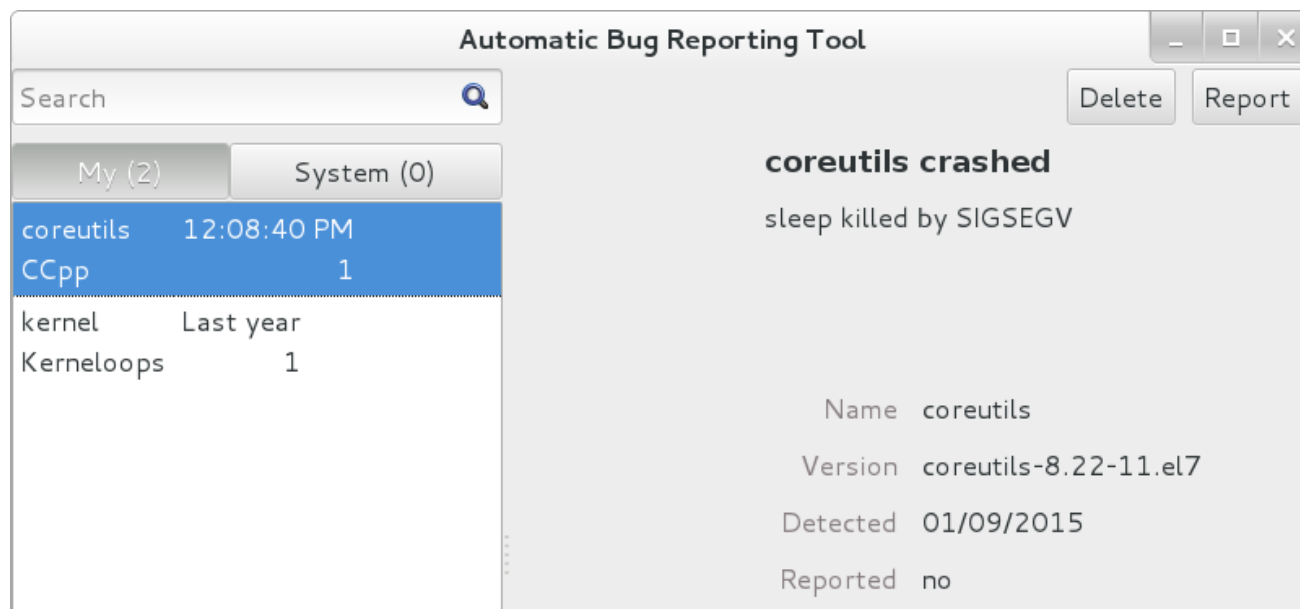 Automatic Bug Reporting Tool
Search
Delete Report
My (2) System (0)
coreutils 12:08:40 PM
CCpp 1
kernel Last year
Kerneloops 1
coreutils crashed
sleep killed by SIGSEGV
Name coreutils
Version coreutils-8.22-11.el7
Detected 01/09/2015
Reported no